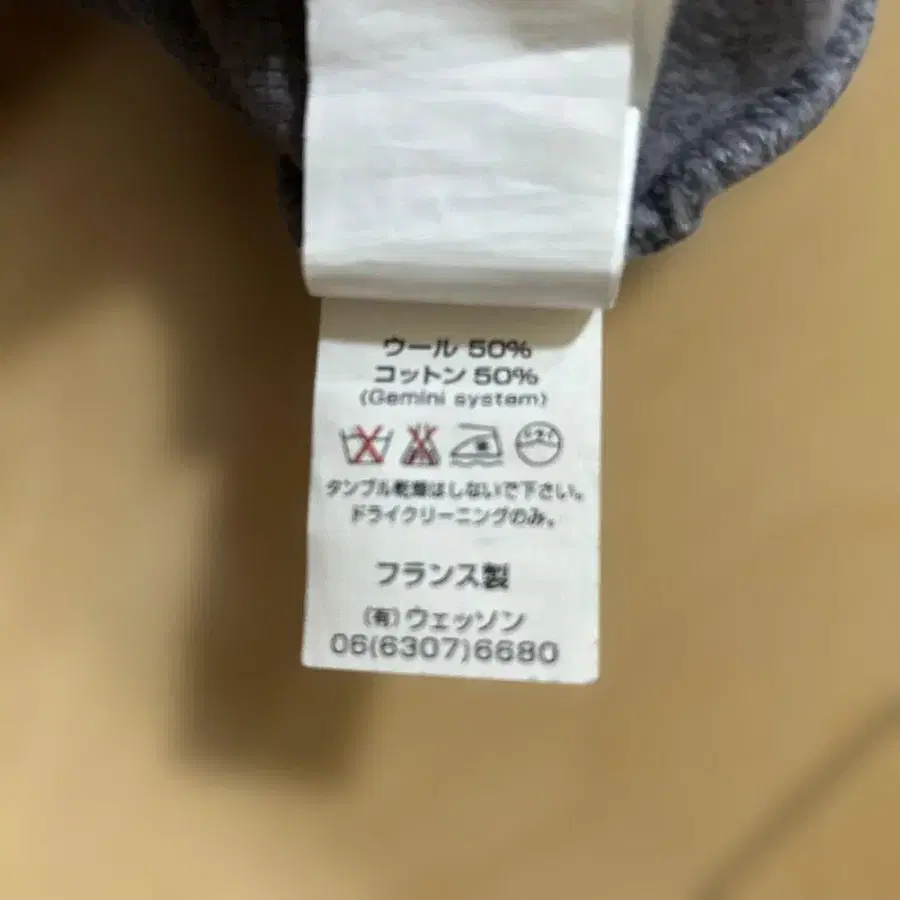 ウール 50%
コットン 50%
(Gemini system)
タンブル乾燥はしないで下さい。
ドライクリーニングのみ。
フランス製
(有)ウェッソン
06(6307)6680